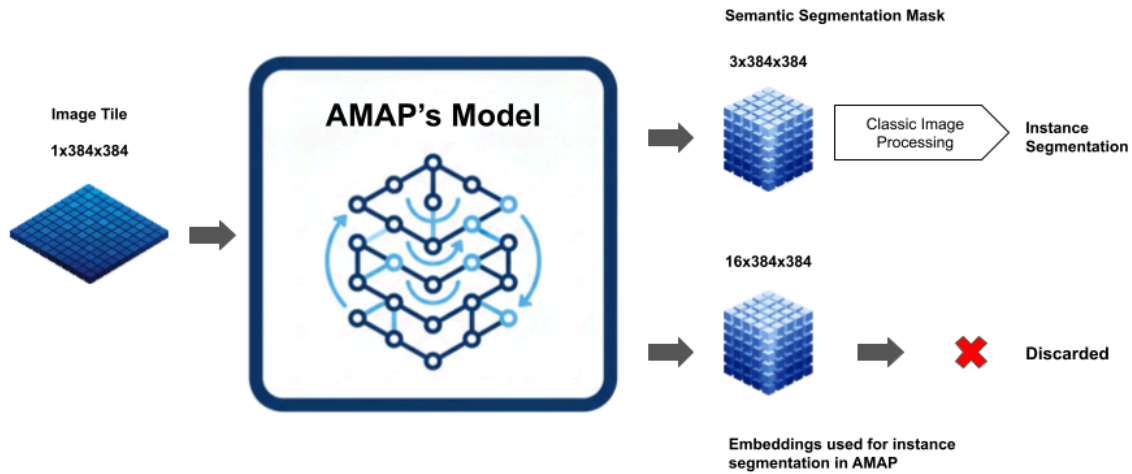 Semantic Segmentation Mask
3x384x384
Image Tile
1x384x384
AMAP's Model
Classic Image
Processing
Instance
Segmentation
16x384x384
Discarded
Embeddings used for instance
segmentation in AMAP